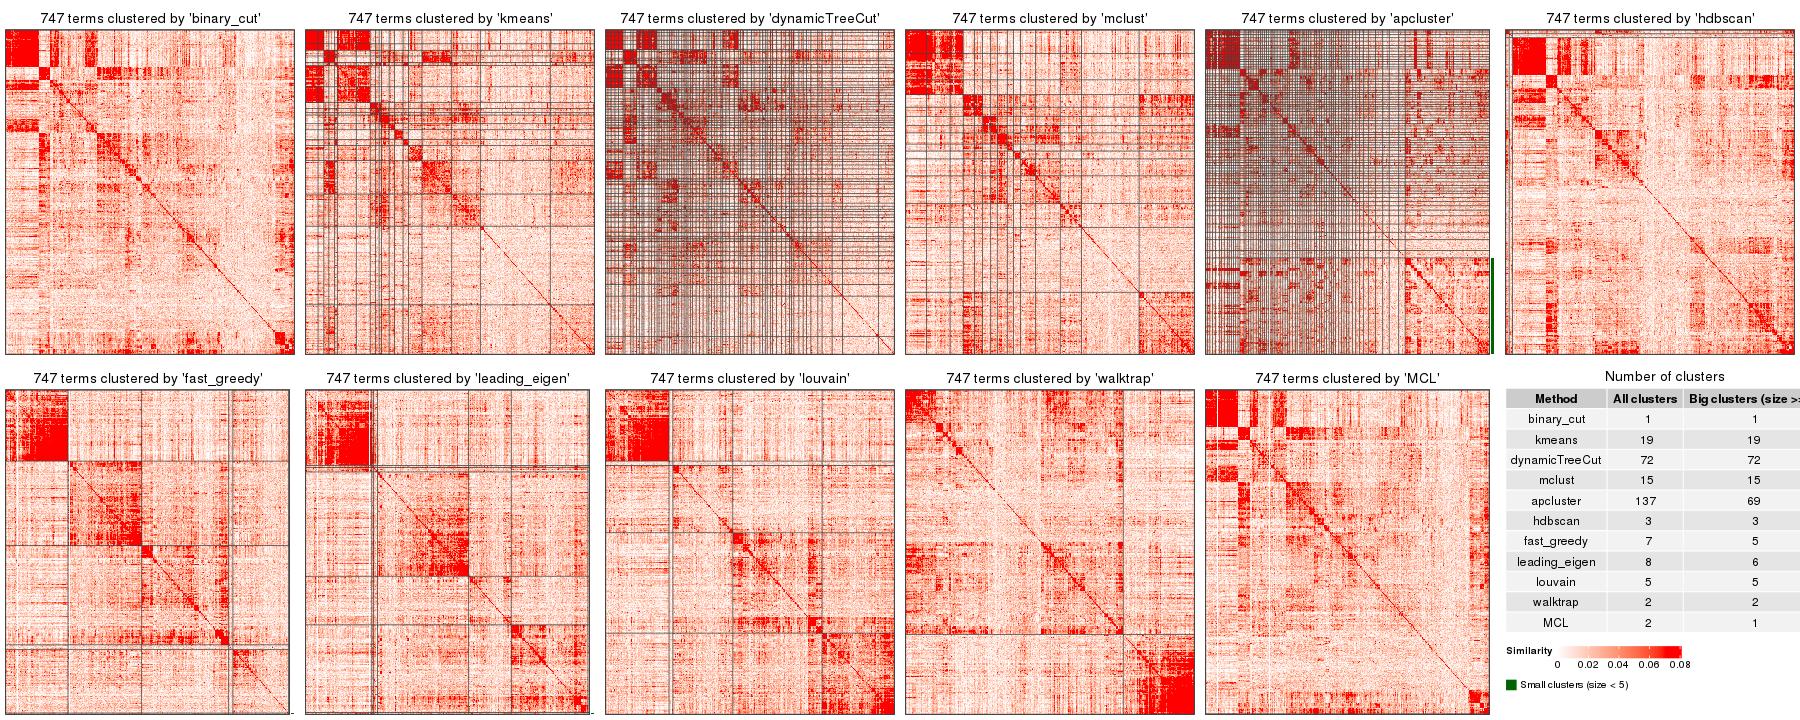 747 terms clustered by 'binary_cut'
747 terms clustered by 'kmeans'
747 terms clustered by 'dynamicTreeCut'
747 terms clustered by 'mclust'
747 terms clustered by 'apcluster'
747 terms clustered by 'hdbscan'
747 terms clustered by 'fast_greedy'
747 terms clustered by 'leading_eigen'
747 terms clustered by 'louvain'
747 terms clustered by 'walktrap'
747 terms clustered by 'MCL'
Number of clusters
Method All clusters Big clusters (size >=
binary_cut 1 1
kmeans 19 19
dynamicTreeCut 72 72
mclust 15 15
apcluster 137 69
hdbscan 3 3
fast_greedy 7 5
leading_eigen 8 6
louvain 5 5
walktrap 2 2
MCL 2 1
Similarity
0 0.02 0.04 0.06 0.08
Small clusters (size < 5)